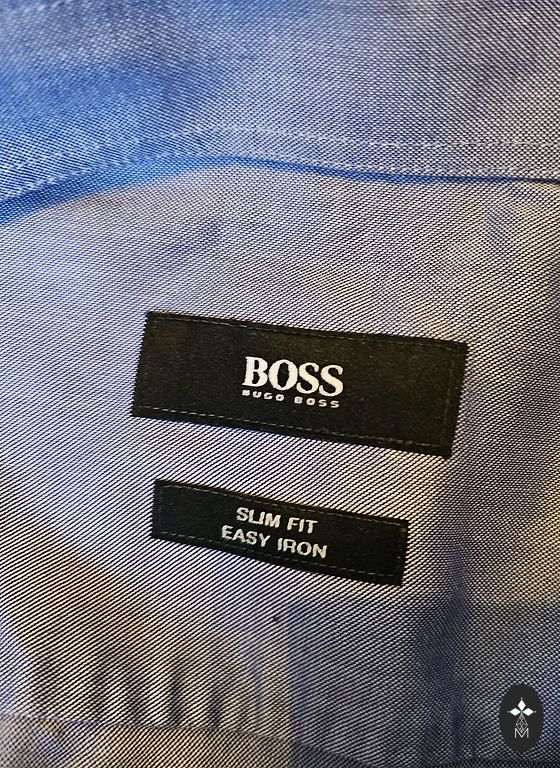 BOSS
HUGO BOSS
SLIM FIT
EASY IRON
M